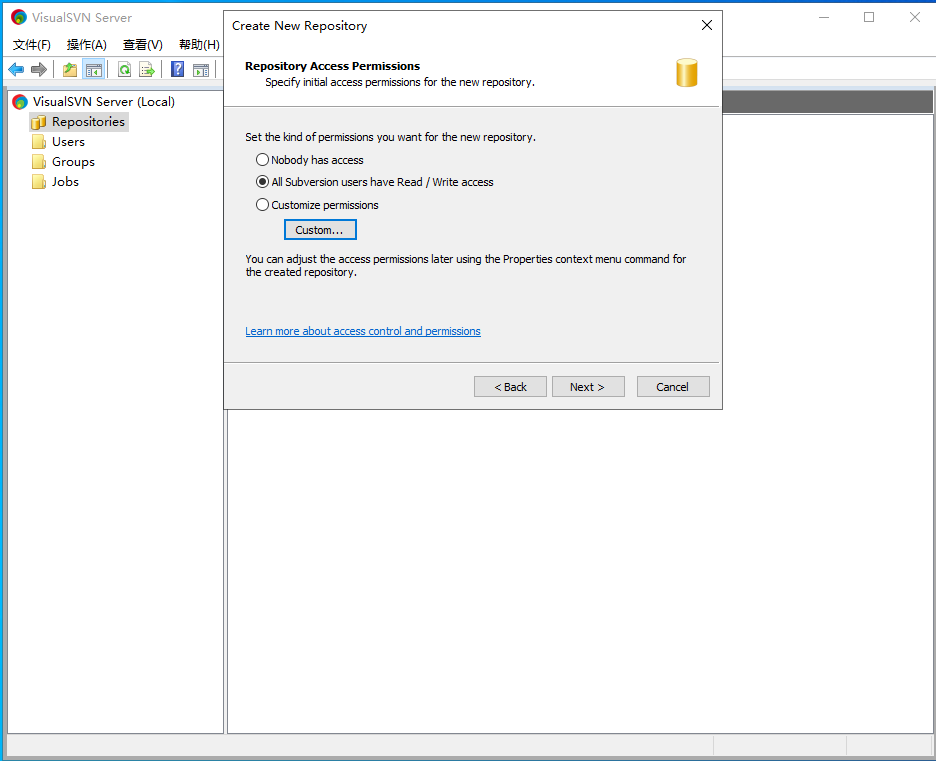 VisualSVN Server
文件(F) 操作(A) 查看(V) 帮助(H)
VisualSVN Server (Local)
Repositories
Users
Groups
Jobs
Create New Repository
Repository Access Permissions
Specify initial access permissions for the new repository.
Set the kind of permissions you want for the new repository.
Nobody has access
All Subversion users have Read / Write access
Customize permissions
Custom...
You can adjust the access permissions later using the Properties context menu command for
the created repository.
Learn more about access control and permissions
< Back Next > Cancel